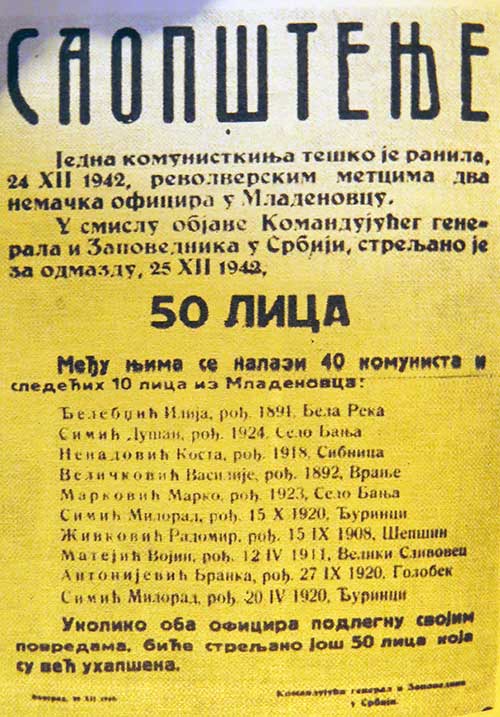 САОПШТЕЊЕ
Једна комунисткиња тешко је ранила,
24 XII 1942, револверским метцима два
немачка официра у Младеновцу.
У смислу објаве Командујућег гене-
рала и Заповедника у Србији, стрељано је
за одмазду, 25 XII 1942,
50 ЛИЦА
Међу њима се налази 40 комуниста и
следећих 10 лица из Младеновца:
Ђелебџић Илија, рођ. 1891, Бела Река
Симић Душан, рођ. 1924, Село Бања
Ненадовић Коста, рођ. 1918, Сибница
Величковић Василије, рођ. 1892, Врање
Марковић Марко, рођ. 1923, Село Бања
Симић Милорад, рођ. 15 X 1920, Ђуринци
Живковић Радомир, рођ. 15 IX 1908, Шепшин
Матејић Војин, рођ. 12 IV 1911, Велики Сливовец
Антонијевић Бранка, рођ. 27 IX 1920, Голобек
Симић Милорад, рођ. 20 IV 1920, Ђуринци
Уколико оба официра подлегну својим
повредама, биће стрељано још 50 лица која
су већ ухапшена.
Београд, XII
Командујући генерал и Заповедник
у Србији.